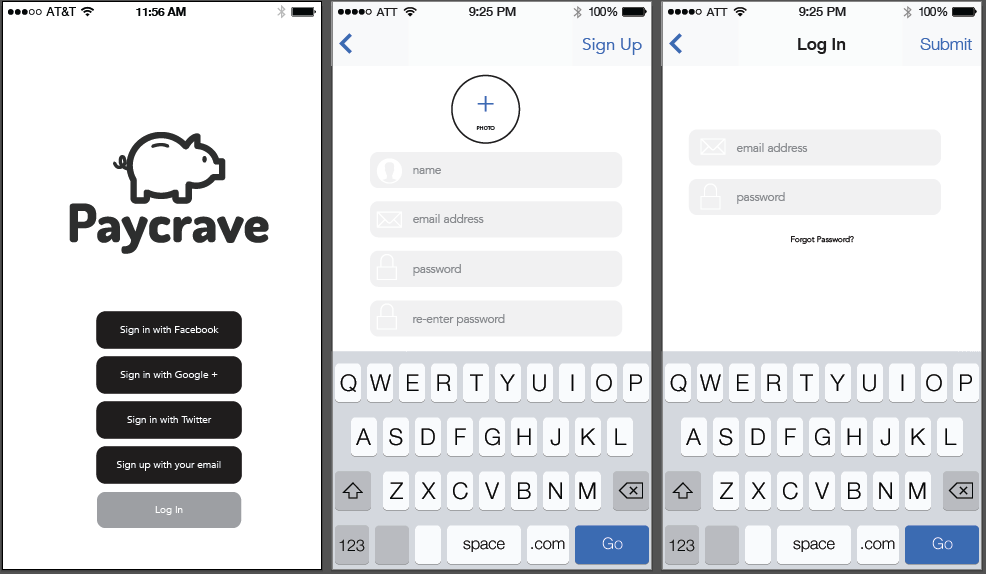 AT&T 11:56 AM
Paycrave
Sign in with Facebook
Sign in with Google +
Sign in with Twitter
Sign up with your email
Log In
ATT 9:25 PM 100%
Sign Up
+
PHOTO
name
email address
password
re-enter password
Q W E R T Y U I O P
A S D F G H J K L
Z X C V B N M
123 space .com Go
ATT 9:25 PM 100%
Log In Submit
email address
password
Forgot Password?
Q W E R T Y U I O P
A S D F G H J K L
Z X C V B N M
123 space .com Go